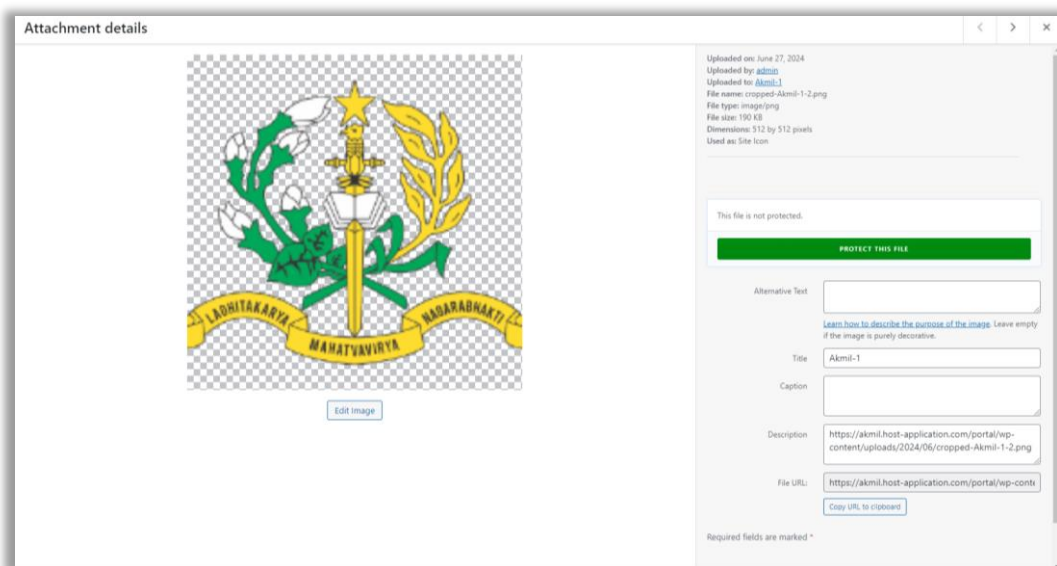 Attachment details
Uploaded on: June 27, 2024
Uploaded by: admin
Uploaded to: Akmil-1
File name: cropped-Akmil-1-2.png
File type: image/png
File size: 190 KB
Dimensions: 512 by 512 pixels
Used as: Site Icon
This file is not protected.
PROTECT THIS FILE
LADHITAKARYA
MAHATVAVIRYA
NAGARABHAKTI
Edit Image
Alternative Text
Learn how to describe the purpose of the image. Leave empty
if the image is purely decorative.
Title
Akmil-1
Caption
Description
https://akmil.host-application.com/portal/wp-
content/uploads/2024/06/cropped-Akmil-1-2.png
File URL:
https://akmil.host-application.com/portal/wp-conte
Copy URL to clipboard
Required fields are marked *